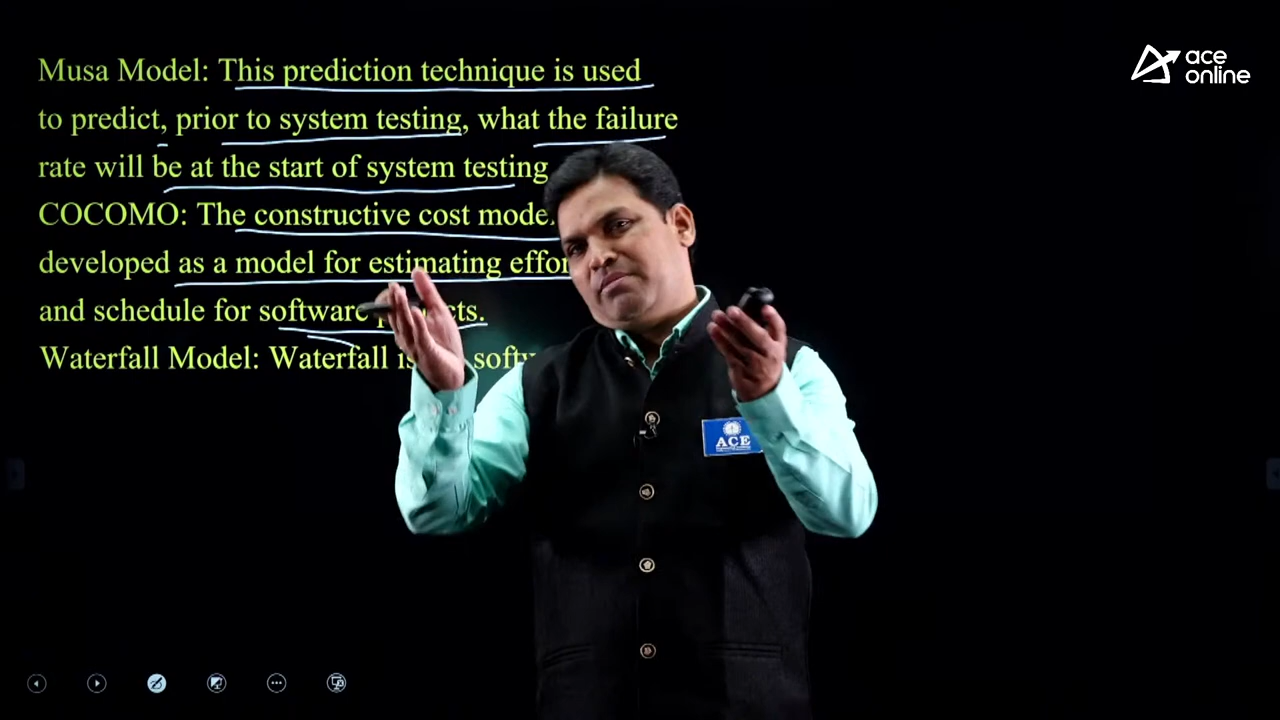 Musa Model: This prediction technique is used
to predict, prior to system testing, what the failure
rate will be at the start of system testing
COCOMO: The constructive cost model
developed as a model for estimating effor
and schedule for software
Waterfall Model: Waterfall is
ace
online
ACE